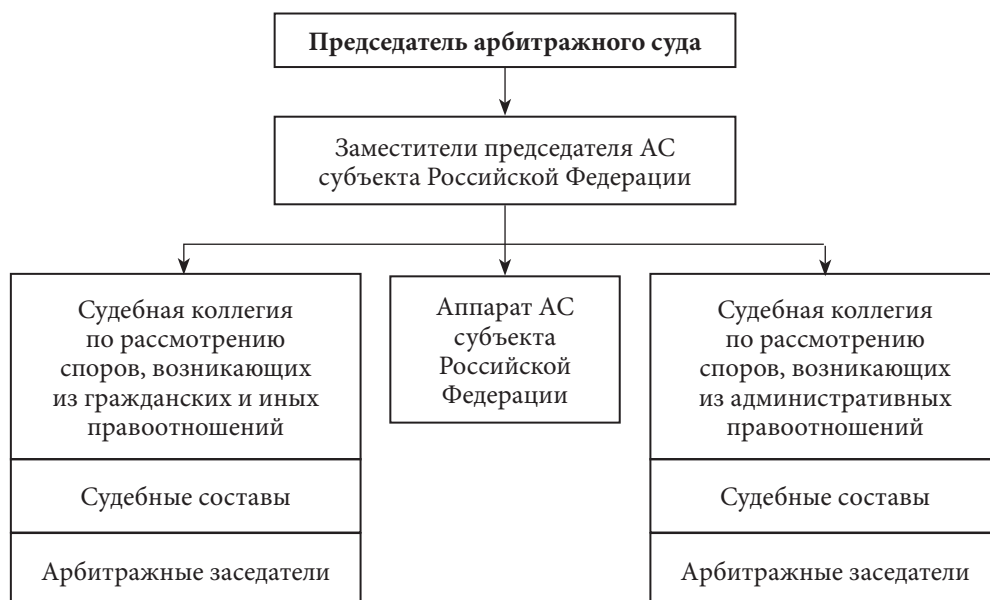 Председатель арбитражного суда
Заместители председателя АС
субъекта Российской Федерации
Судебная коллегия
по рассмотрению
споров, возникающих
из гражданских и иных
правоотношений
Судебные составы
Арбитражные заседатели
Аппарат АС
субъекта
Российской
Федерации
Судебная коллегия
по рассмотрению
споров, возникающих
из административных
правоотношений
Судебные составы
Арбитражные заседатели